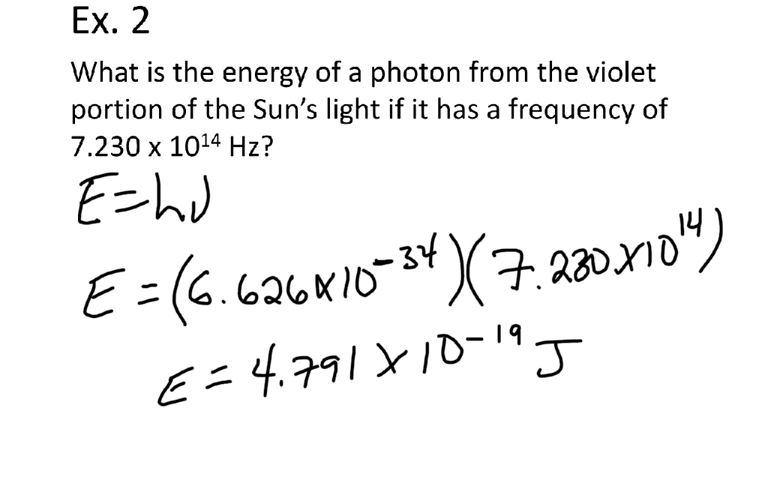 Ex. 2
What is the energy of a photon from the violet
portion of the Sun's light if it has a frequency of
7.230 x 10¹⁴ Hz?
E=hν
E=(6.626x10⁻³⁴)(7.230x10¹⁴)
E=4.791x10⁻¹⁹J